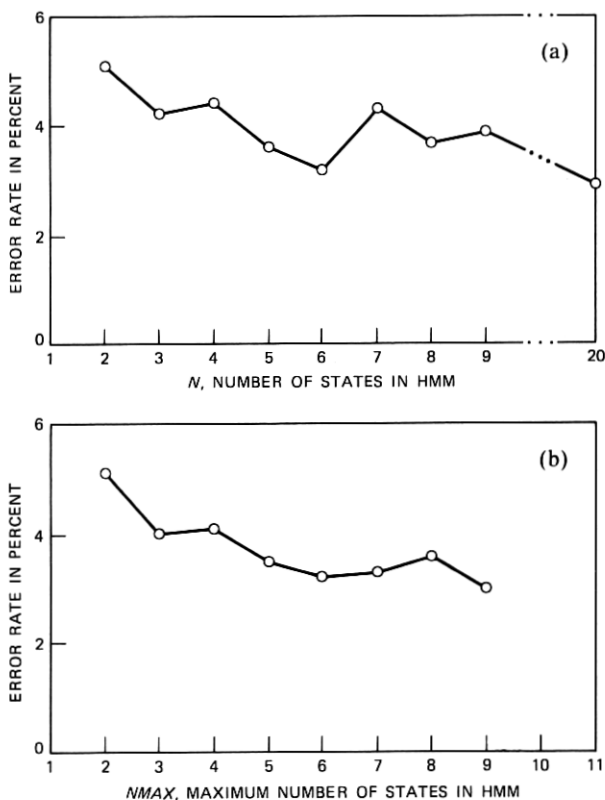 6
(a)
4
2
0
ERROR RATE IN PERCENT
1 2 3 4 5 6 7 8 9 20
N, NUMBER OF STATES IN HMM
6
(b)
4
2
0
ERROR RATE IN PERCENT
1 2 3 4 5 6 7 8 9 10 11
NMAX, MAXIMUM NUMBER OF STATES IN HMM